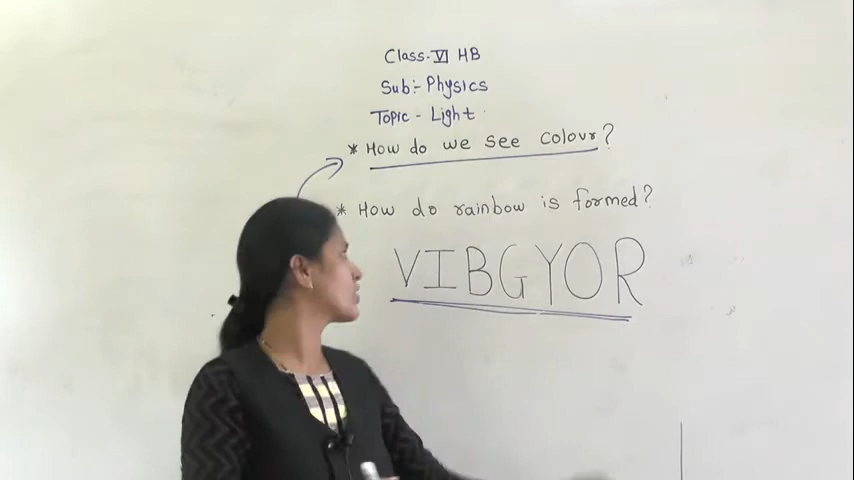 Class-VI HB
Sub:- Physics
Topic - Light
* How do we see colour?
* How do rainbow is formed?
VIBGYOR